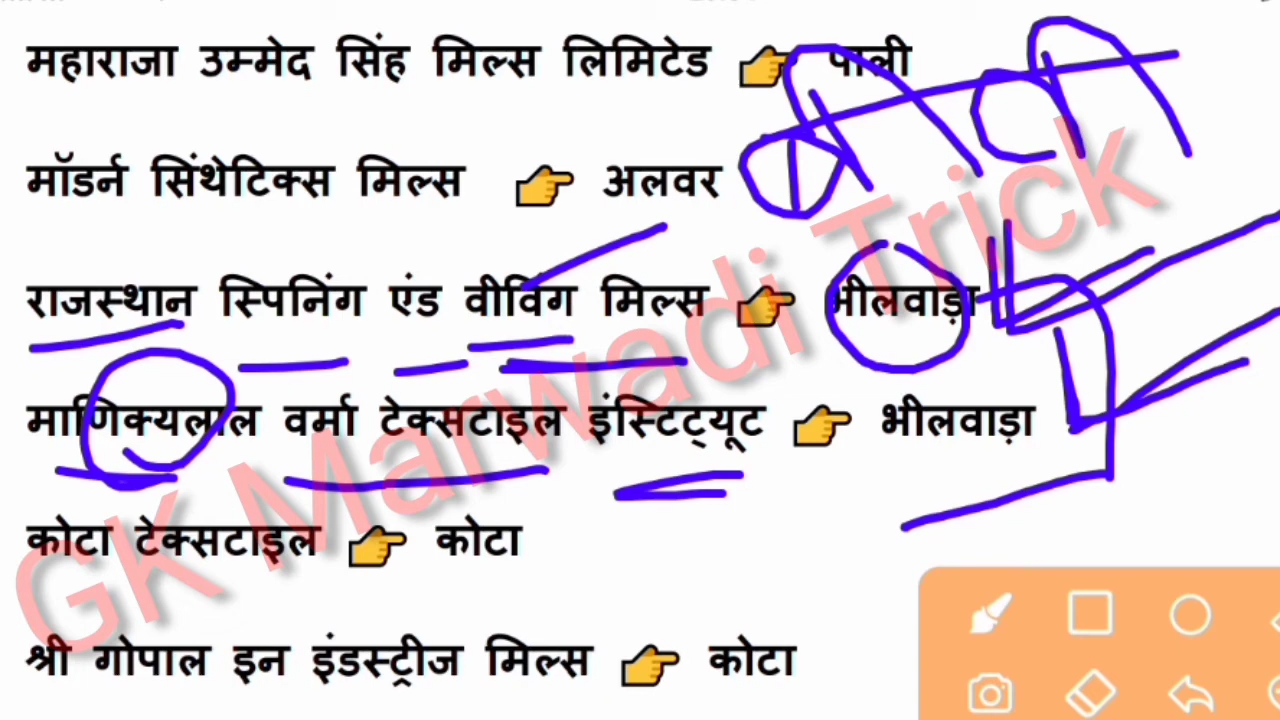 महाराजा उम्मेद सिंह मिल्स लिमिटेड 👉 पाली
मॉडर्न सिंथेटिक्स मिल्स 👉 अलवर
राजस्थान स्पिनिंग एंड वीविंग मिल्स 👉 भीलवाड़ा
माणिक्यलाल वर्मा टेक्सटाइल इंस्टिट्यूट 👉 भीलवाड़ा
कोटा टेक्सटाइल 👉 कोटा
श्री गोपाल इन इंडस्ट्रीज मिल्स 👉 कोटा
GK Marwadi Trick